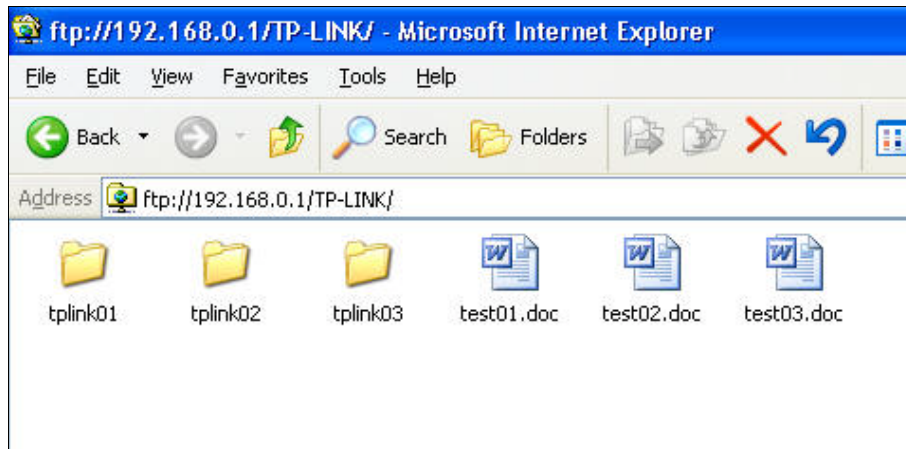 ftp://192.168.0.1/TP-LINK/ - Microsoft Internet Explorer
File Edit View Favorites Tools Help
Back Search Folders
Address ftp://192.168.0.1/TP-LINK/
tplink01 tplink02 tplink03 test01.doc test02.doc test03.doc